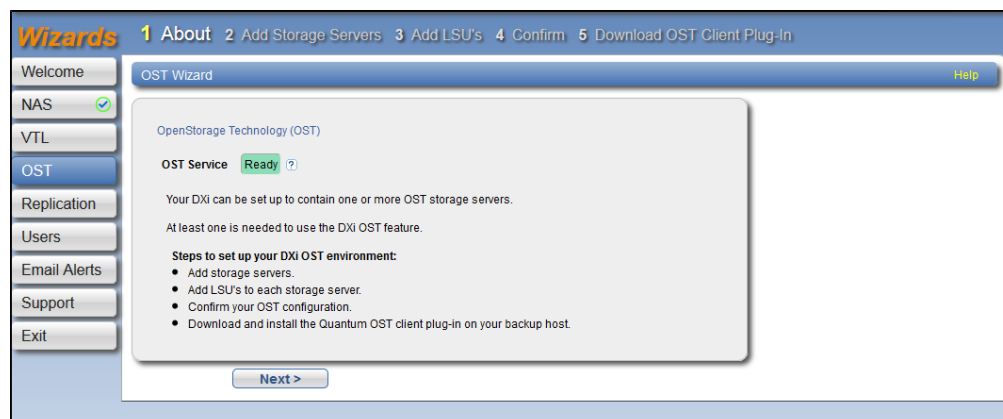 Wizards
1 About 2 Add Storage Servers 3 Add LSU's 4 Confirm 5 Download OST Client Plug-In
Welcome
NAS
VTL
OST
Replication
Users
Email Alerts
Support
Exit
OST Wizard Help
OpenStorage Technology (OST)
OST Service Ready ?
Your DXi can be set up to contain one or more OST storage servers.
At least one is needed to use the DXi OST feature.
Steps to set up your DXi OST environment:
• Add storage servers.
• Add LSU's to each storage server.
• Confirm your OST configuration.
• Download and install the Quantum OST client plug-in on your backup host.
Next >